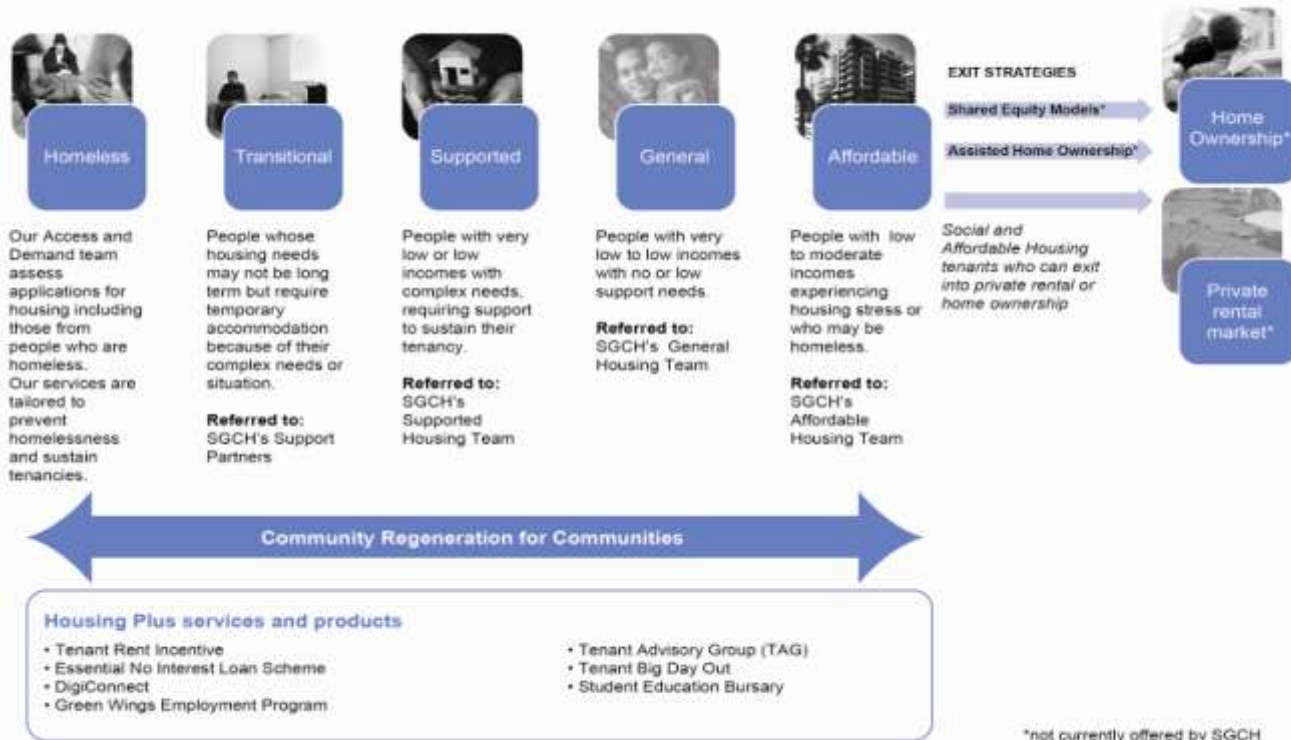 Homeless
Our Access and
Demand team
assess
applications for
housing including
those from
people who are
homeless.
Our services are
tailored to
prevent
homelessness
and sustain
tenancies.
Transitional
People whose
housing needs
may not be long
term but require
temporary
accommodation
because of their
complex needs or
situation.
Referred to:
SGCH's Support
Partners
Supported
People with very
low or low
incomes with
complex needs,
requiring support
to sustain their
tenancy.
Referred to:
SGCH's
Supported
Housing Team
General
People with very
low to low incomes
with no or low
support needs.
Referred to:
SGCH's General
Housing Team
Affordable
People with low
to moderate
incomes
experiencing
housing stress or
who may be
homeless.
Referred to:
SGCH's
Affordable
Housing Team
EXIT STRATEGIES
Shared Equity Models*
Assisted Home Ownership*
Social and
Affordable Housing
tenants who can exit
into private rental or
home ownership
Home
Ownership*
Private
rental
market*
Community Regeneration for Communities
Housing Plus services and products
• Tenant Rent Incentive
• Essential No Interest Loan Scheme
• DigiConnect
• Green Wings Employment Program
• Tenant Advisory Group (TAG)
• Tenant Big Day Out
• Student Education Bursary
*not currently offered by SGCH